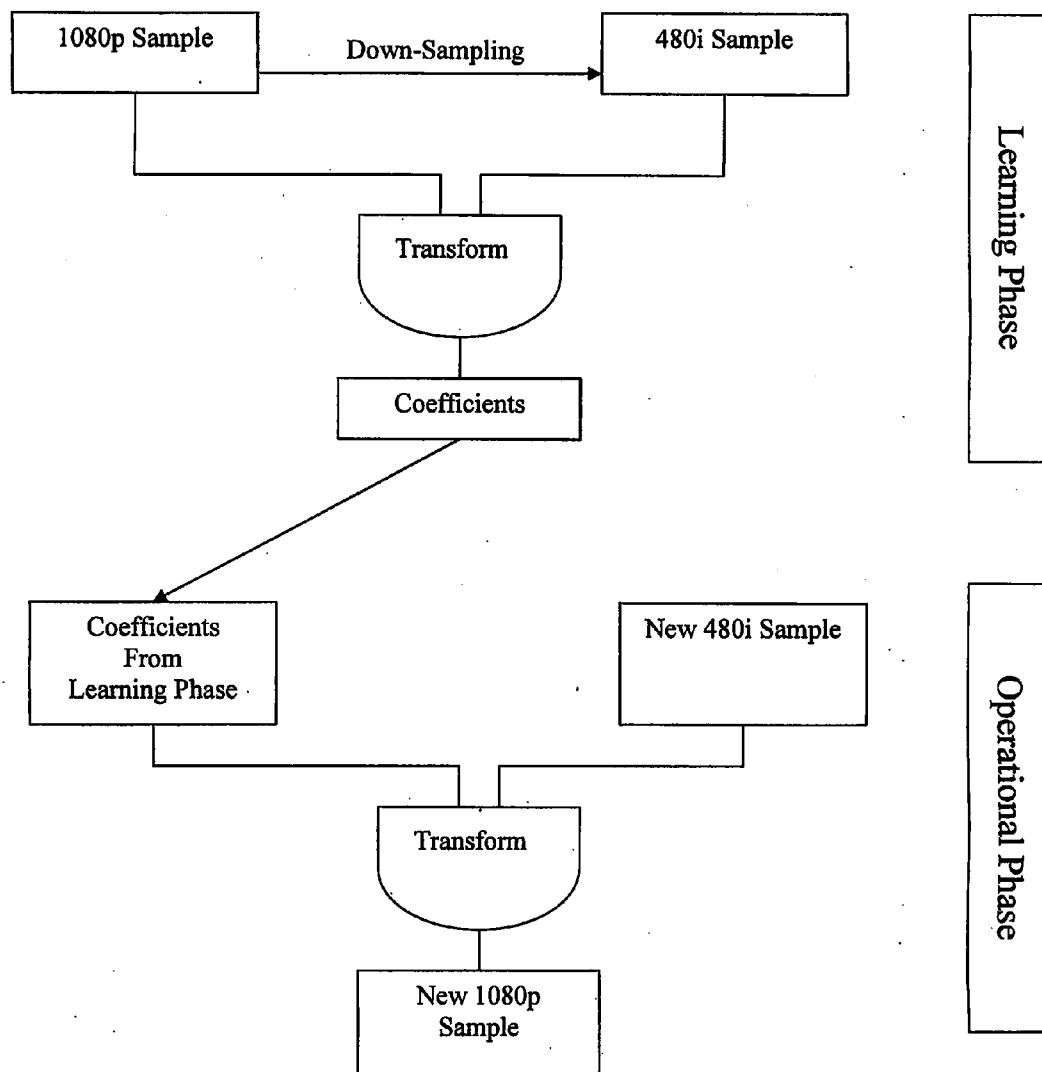 1080p Sample
Down-Sampling
480i Sample
Learning Phase
Transform
Coefficients
Coefficients
From
Learning Phase
New 480i Sample
Operational Phase
Transform
New 1080p
Sample